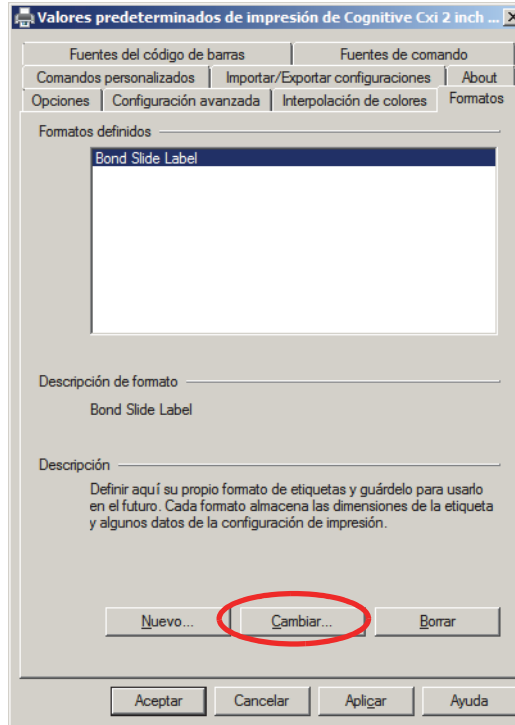 Valores predeterminados de impresión de Cognitive Cxi 2 inch ...
Fuentes del código de barras Fuentes de comando
Comandos personalizados Importar/Exportar configuraciones About
Opciones Configuración avanzada Interpolación de colores Formatos
Formatos definidos
Bond Slide Label
Descripción de formato
Bond Slide Label
Descripción
Definir aquí su propio formato de etiquetas y guárdelo para usarlo
en el futuro. Cada formato almacena las dimensiones de la etiqueta
y algunos datos de la configuración de impresión.
Nuevo... Cambiar... Borrar
Aceptar Cancelar Aplicar Ayuda